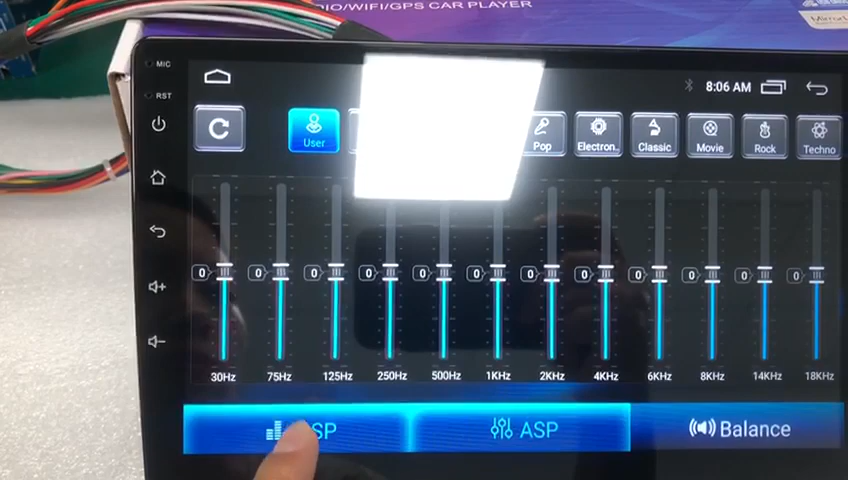 DIO/WIFI/GPS CAR PLAYER
MIC
RST
8:06 AM
User
Pop
Electron..
Classic
Movie
Rock
Techno
0 0 0 0 0 0 0 0 0 0 0 0
30Hz 75Hz 125Hz 250Hz 500Hz 1KHz 2KHz 4KHz 6KHz 8KHz 14KHz 18KHz
SP
ASP
Balance